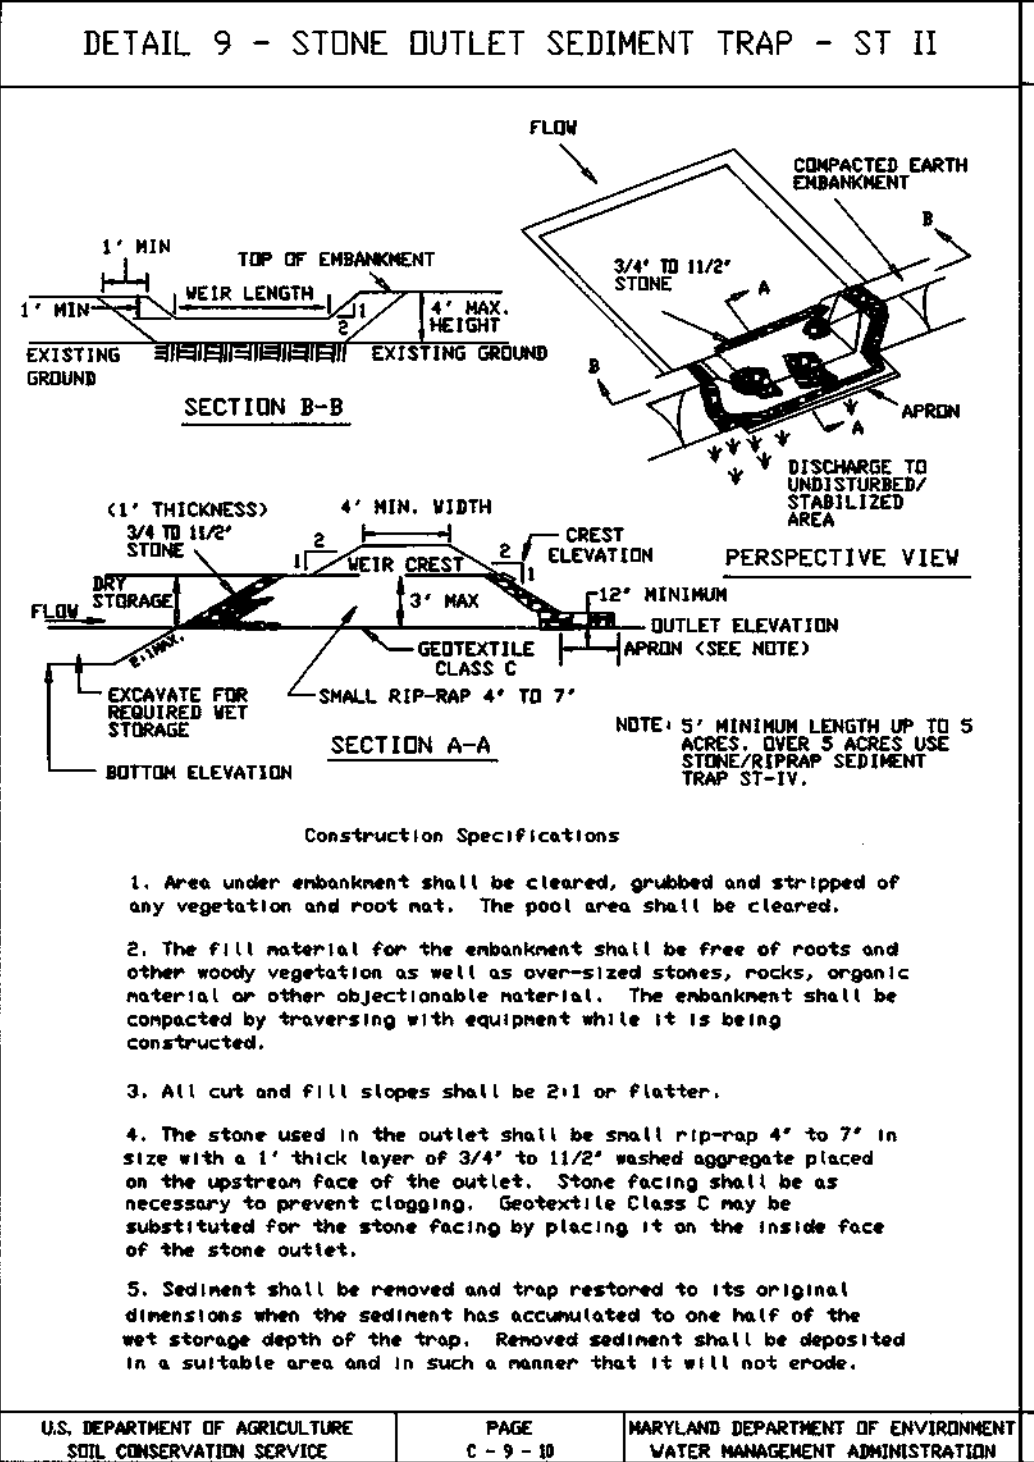 DETAIL 9 - STONE OUTLET SEDIMENT TRAP - ST II
FLOW
COMPACTED EARTH
EMBANKMENT
B
1' MIN
TOP OF EMBANKMENT
3/4" TO 11/2"
STONE
A
WEIR LENGTH
1' MIN
1
2
4' MAX.
HEIGHT
EXISTING
GROUND
EXISTING GROUND
B
SECTION B-B
APRON
A
DISCHARGE TO
UNDISTURBED/
STABILIZED
AREA
PERSPECTIVE VIEW
(1' THICKNESS)
3/4 TO 11/2"
STONE
4' MIN. WIDTH
2
1
CREST
ELEVATION
2
1
WEIR CREST
DRY
STORAGE
3' MAX
12" MINIMUM
FLOW
OUTLET ELEVATION
2:1 MAX.
GEOTEXTILE
CLASS C
APRON (SEE NOTE)
EXCAVATE FOR
REQUIRED WET
STORAGE
SMALL RIP-RAP 4" TO 7"
SECTION A-A
BOTTOM ELEVATION
NOTE: 5' MINIMUM LENGTH UP TO 5
ACRES. OVER 5 ACRES USE
STONE/RIPRAP SEDIMENT
TRAP ST-IV.
Construction Specifications
1. Area under embankment shall be cleared, grubbed and stripped of
any vegetation and root mat. The pool area shall be cleared.
2. The fill material for the embankment shall be free of roots and
other woody vegetation as well as over-sized stones, rocks, organic
material or other objectionable material. The embankment shall be
compacted by traversing with equipment while it is being
constructed.
3. All cut and fill slopes shall be 2:1 or flatter.
4. The stone used in the outlet shall be small rip-rap 4" to 7" in
size with a 1' thick layer of 3/4" to 11/2" washed aggregate placed
on the upstream face of the outlet. Stone facing shall be as
necessary to prevent clogging. Geotextile Class C may be
substituted for the stone facing by placing it on the inside face
of the stone outlet.
5. Sediment shall be removed and trap restored to its original
dimensions when the sediment has accumulated to one half of the
wet storage depth of the trap. Removed sediment shall be deposited
in a suitable area and in such a manner that it will not erode.
U.S. DEPARTMENT OF AGRICULTURE
SOIL CONSERVATION SERVICE
PAGE
C - 9 - 10
MARYLAND DEPARTMENT OF ENVIRONMENT
WATER MANAGEMENT ADMINISTRATION